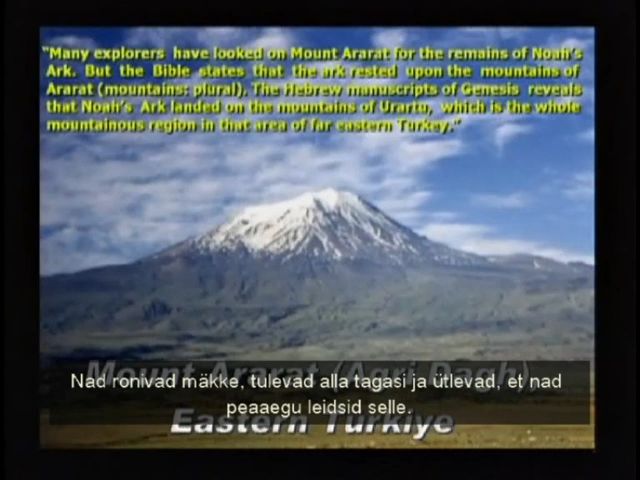 "Many explorers have looked on Mount Ararat for the remains of Noah's
Ark. But the Bible states that the ark rested upon the mountains of
Ararat (mountains: plural). The Hebrew manuscripts of Genesis reveals
that Noah's Ark landed on the mountains of Urartu, which is the whole
mountainous region in that area of far eastern Turkey."
Mount Ararat (Agri Dagh)
Nad ronivad mäkke, tulevad alla tagasi ja ütlevad, et nad
peaaegu leidsid selle.
Eastern Turkiye